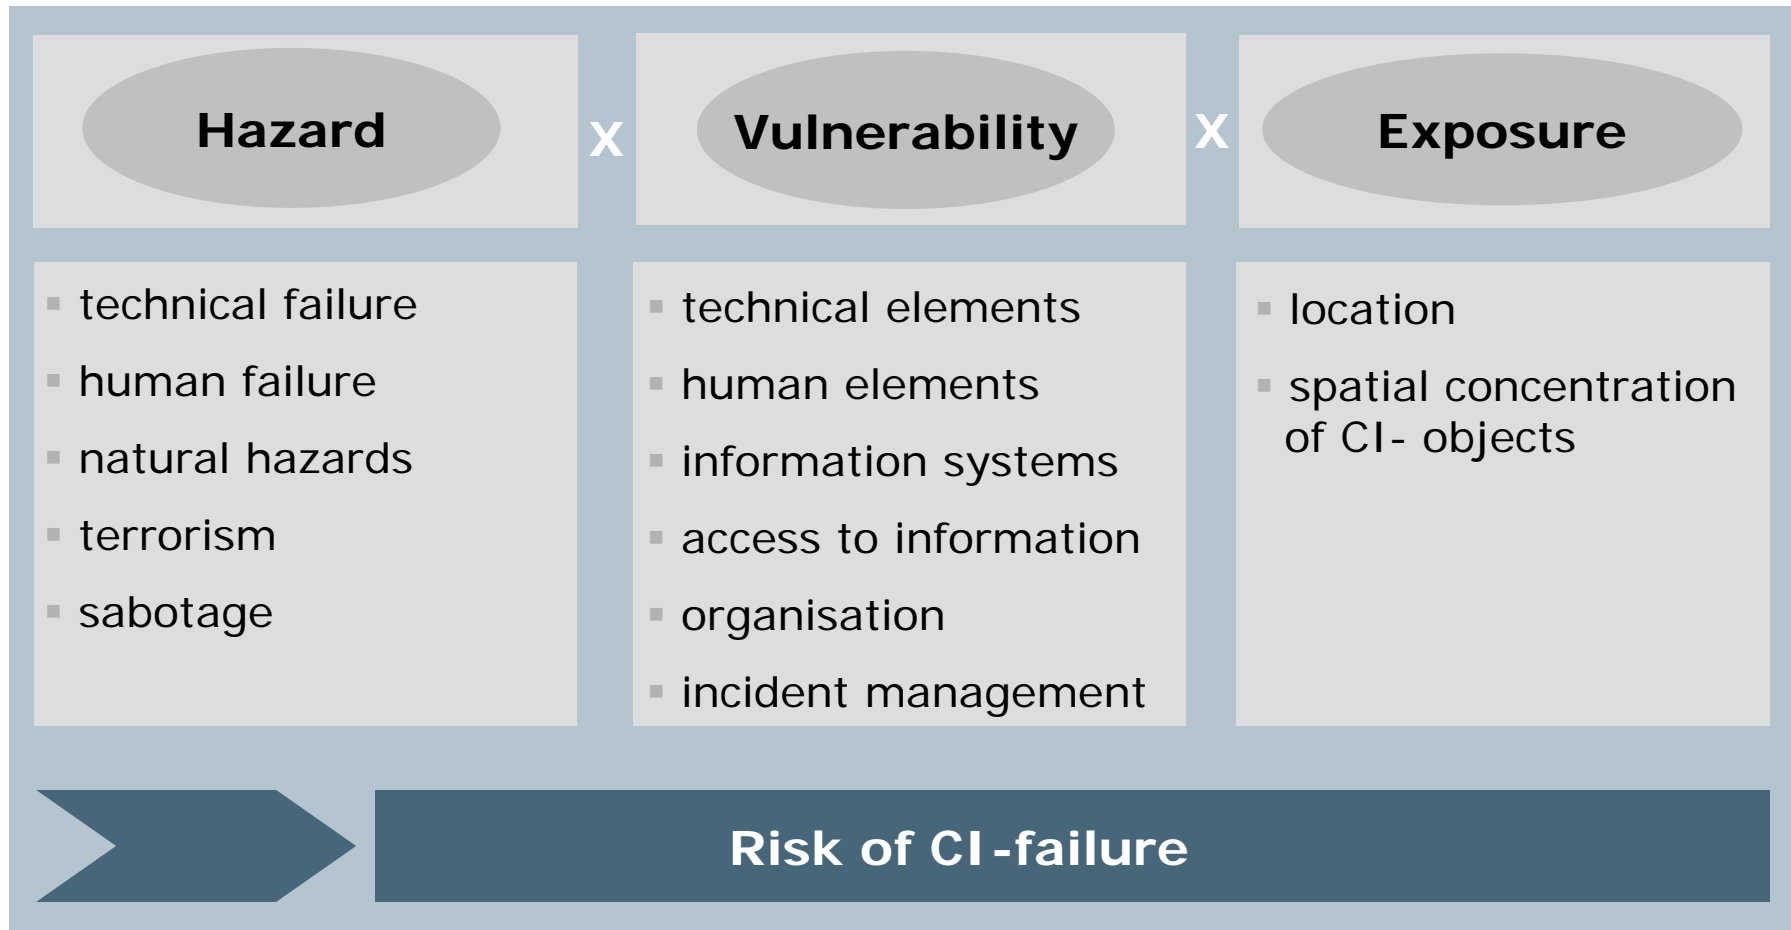 Hazard
X
Vulnerability
X
Exposure
▪ technical failure
▪ human failure
▪ natural hazards
▪ terrorism
▪ sabotage
▪ technical elements
▪ human elements
▪ information systems
▪ access to information
▪ organisation
▪ incident management
▪ location
▪ spatial concentration
of CI- objects
Risk of CI-failure